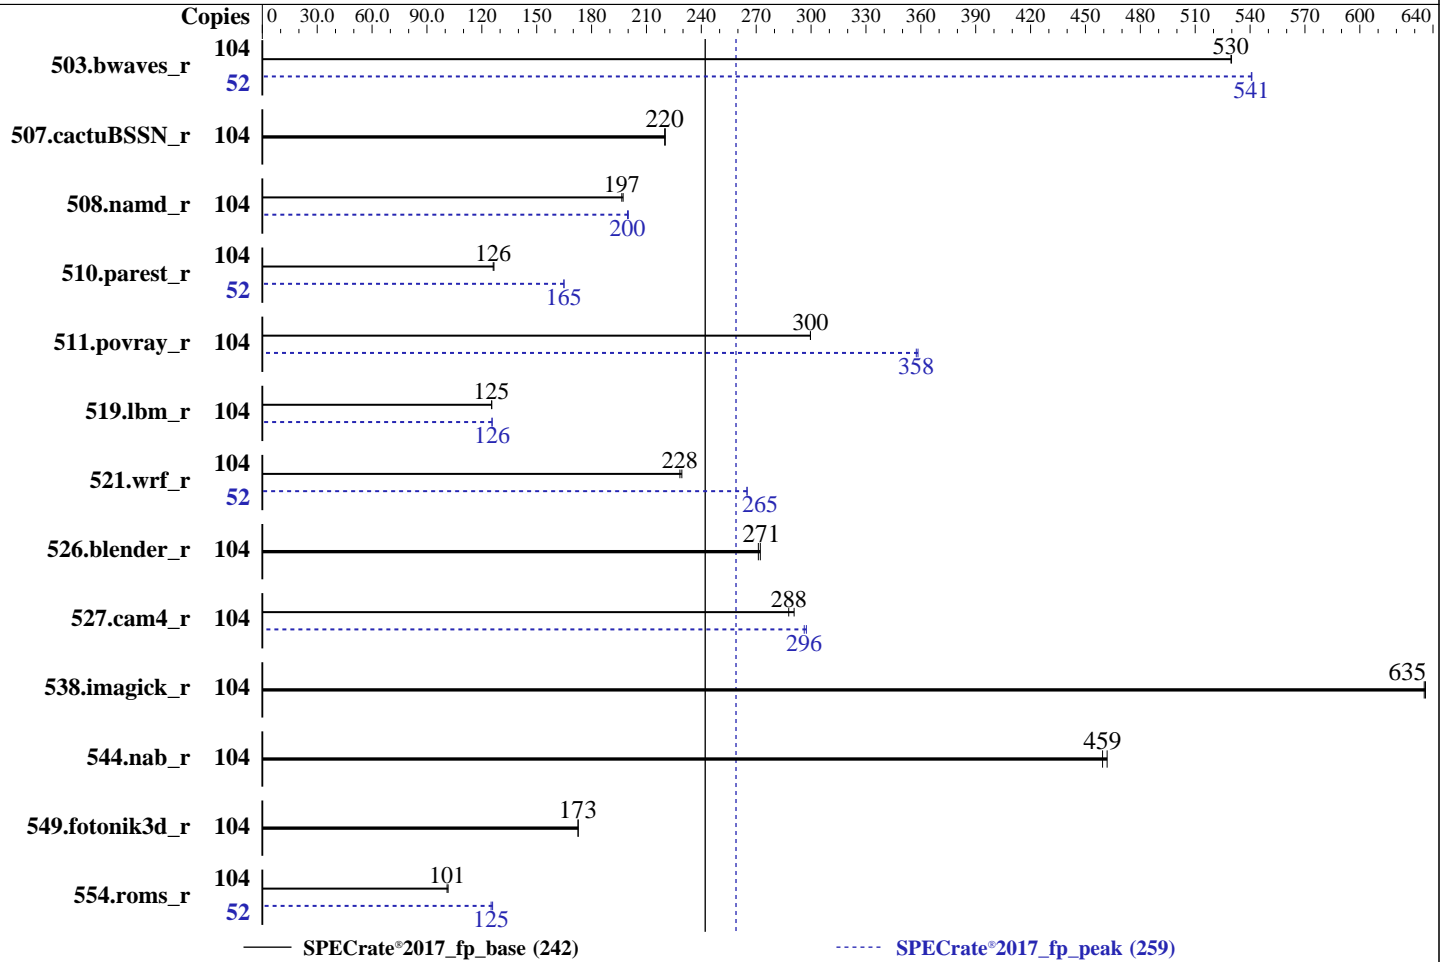 Copies 0 30.0 60.0 90.0 120 150 180 210 240 270 300 330 360 390 420 450 480 510 540 570 600 640
503.bwaves_r 104 530
52 541
507.cactuBSSN_r 104 220
508.namd_r 104 197
200
510.parest_r 104 126
52 165
511.povray_r 104 300
358
519.lbm_r 104 125
126
521.wrf_r 104 228
52 265
526.blender_r 104 271
527.cam4_r 104 288
296
538.imagick_r 104 635
544.nab_r 104 459
549.fotonik3d_r 104 173
554.roms_r 104 101
52 125
SPECrate®2017_fp_base (242) SPECrate®2017_fp_peak (259)